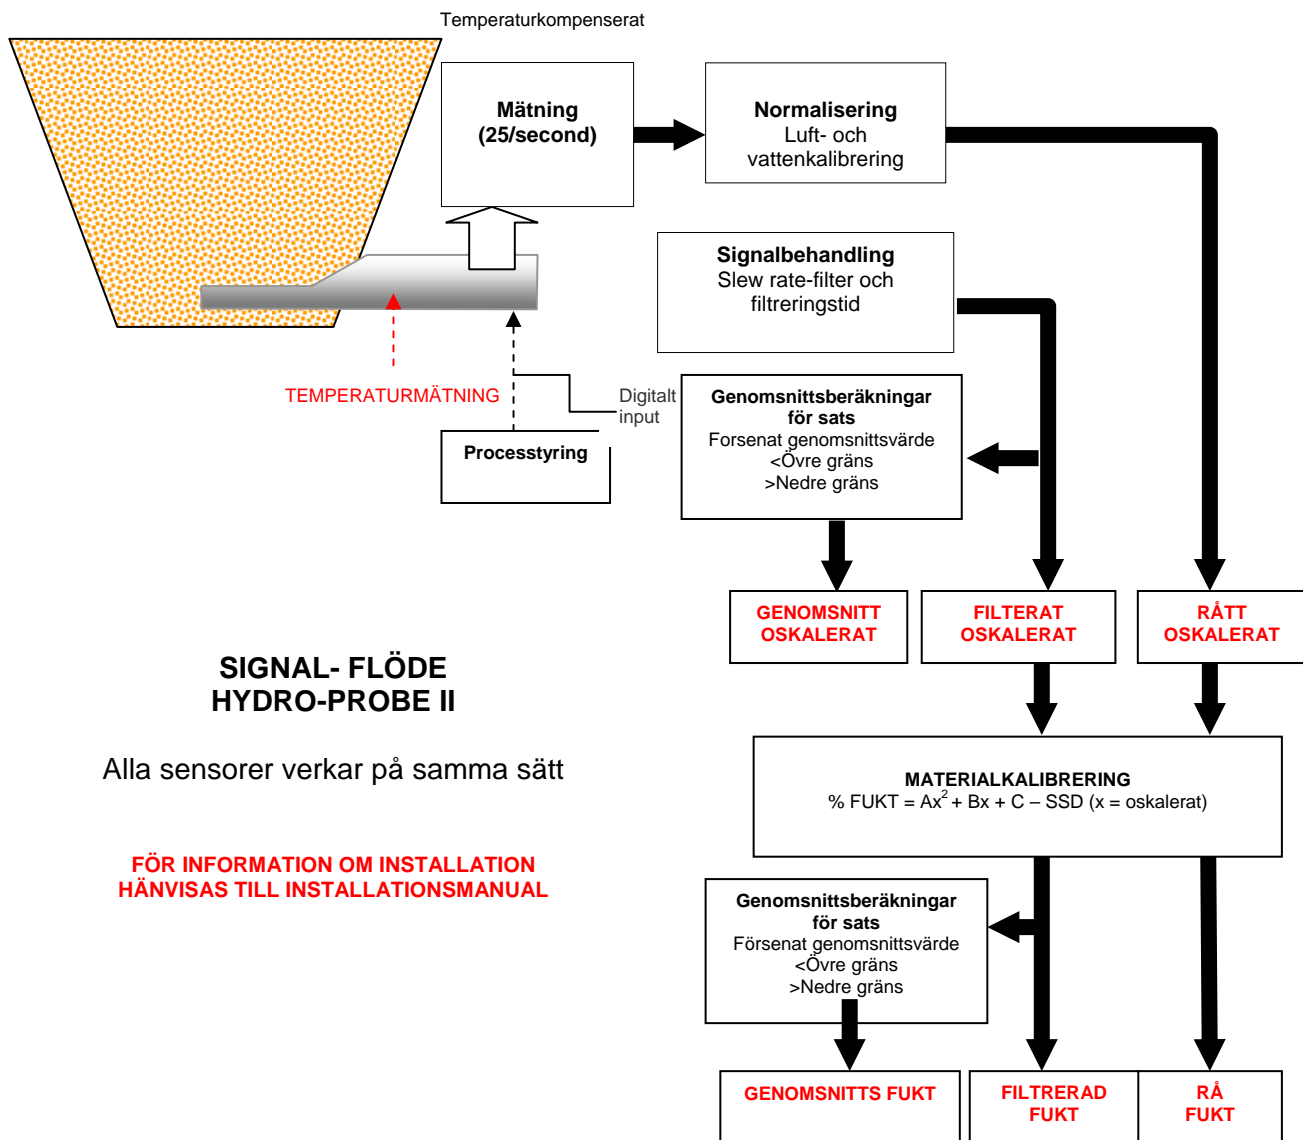 Temperaturkompenserat
Mätning
(25/second)
Normalisering
Luft- och
vattenkalibrering
Signalbehandling
Slew rate-filter och
filtreringstid
TEMPERATURMÄTNING
Digitalt
input
Processtyring
Genomsnittsberäkningar
för sats
Forsenat genomsnittsvärde
<Övre gräns
>Nedre gräns
GENOMSNITT
OSKALERAT
FILTERAT
OSKALERAT
RÅTT
OSKALERAT
SIGNAL- FLÖDE
HYDRO-PROBE II
Alla sensorer verkar på samma sätt
FÖR INFORMATION OM INSTALLATION
HÄNVISAS TILL INSTALLATIONSMANUAL
MATERIALKALIBRERING
% FUKT = Ax² + Bx + C – SSD (x = oskalerat)
Genomsnittsberäkningar
för sats
Försenat genomsnittsvärde
<Övre gräns
>Nedre gräns
GENOMSNITTS FUKT
FILTRERAD
FUKT
RÅ
FUKT